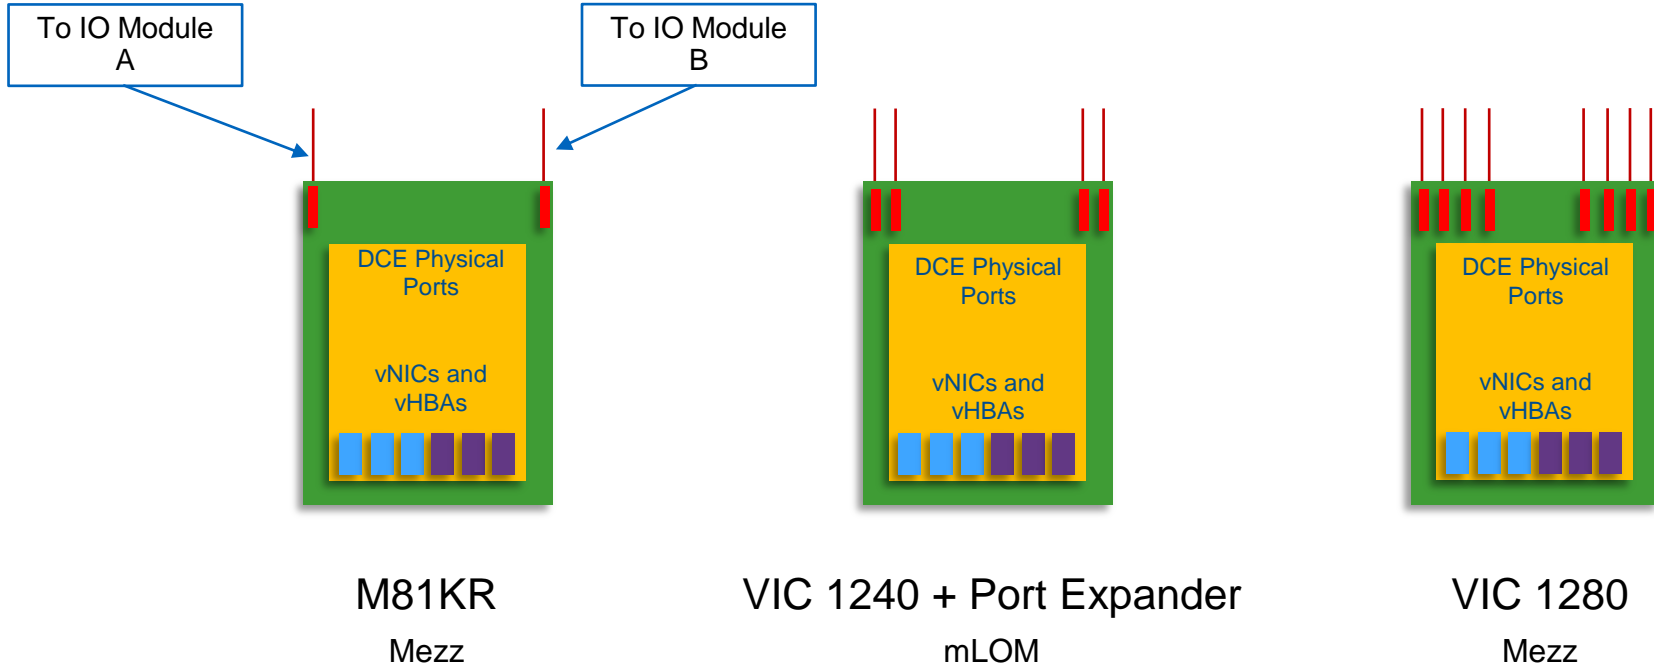 To IO Module
A
To IO Module
B
DCE Physical
Ports
vNICs and
vHBAs
M81KR
Mezz
DCE Physical
Ports
vNICs and
vHBAs
VIC 1240 + Port Expander
mLOM
DCE Physical
Ports
vNICs and
vHBAs
VIC 1280
Mezz